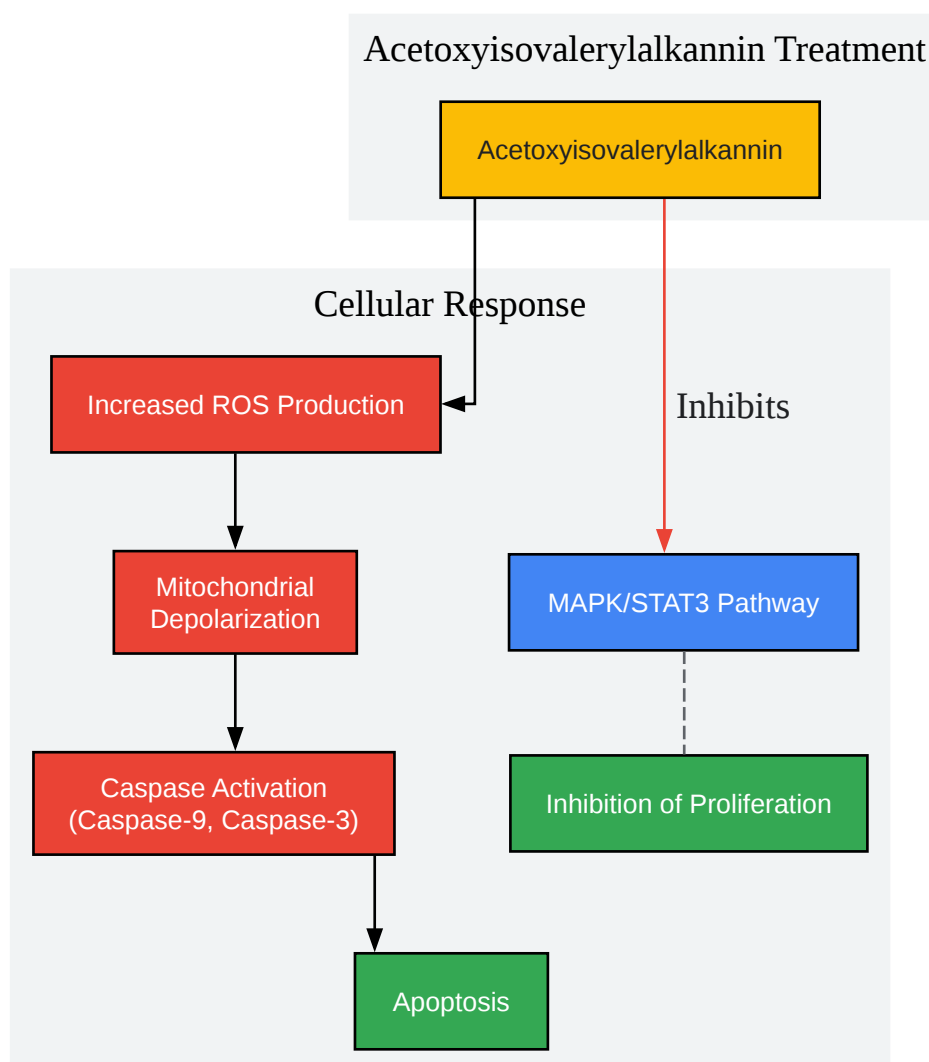 Acetoxyisovalerylalkannin Treatment
Acetoxyisovalerylalkannin
Cellular Response
Increased ROS Production
Inhibits
Mitochondrial
Depolarization
MAPK/STAT3 Pathway
Caspase Activation
(Caspase-9, Caspase-3)
Inhibition of Proliferation
Apoptosis